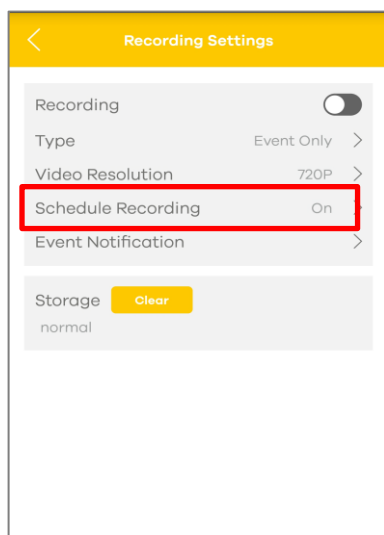 Recording Settings
Recording
Type Event Only
Video Resolution 720P
Schedule Recording On
Event Notification
Storage Clear
normal